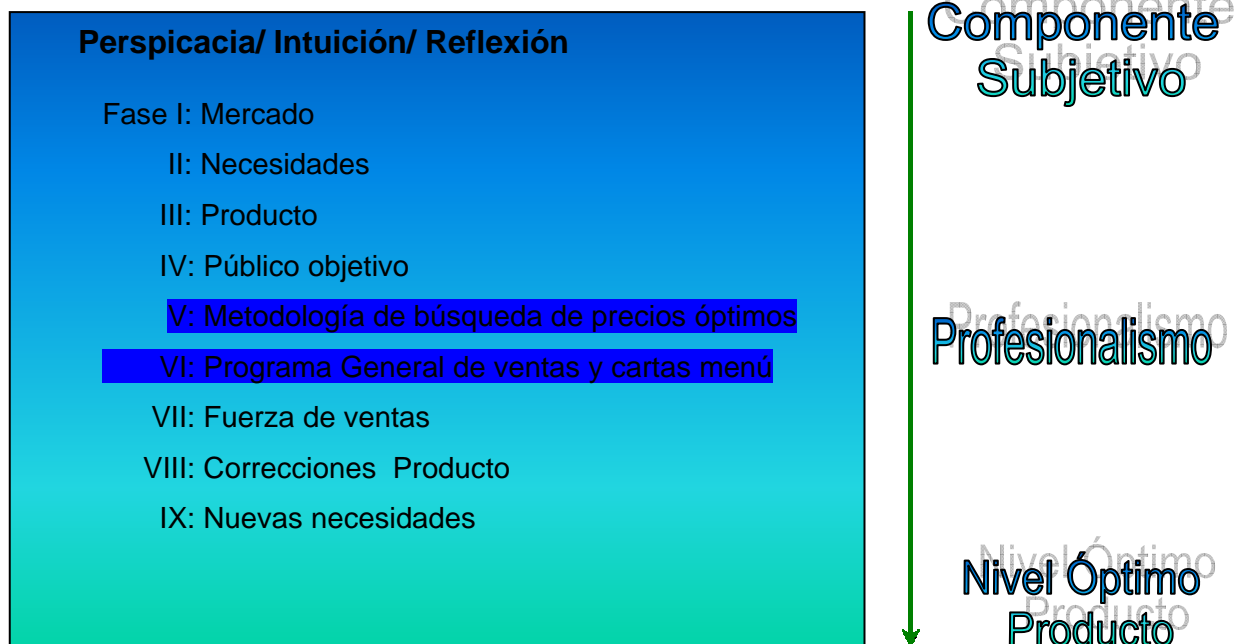 Perspicacia/ Intuición/ Reflexión
Fase I: Mercado
II: Necesidades
III: Producto
IV: Público objetivo
V: Metodología de búsqueda de precios óptimos
VI: Programa General de ventas y cartas menú
VII: Fuerza de ventas
VIII: Correcciones Producto
IX: Nuevas necesidades
Componente
Subjetivo
Profesionalismo
Nivel Óptimo
Producto